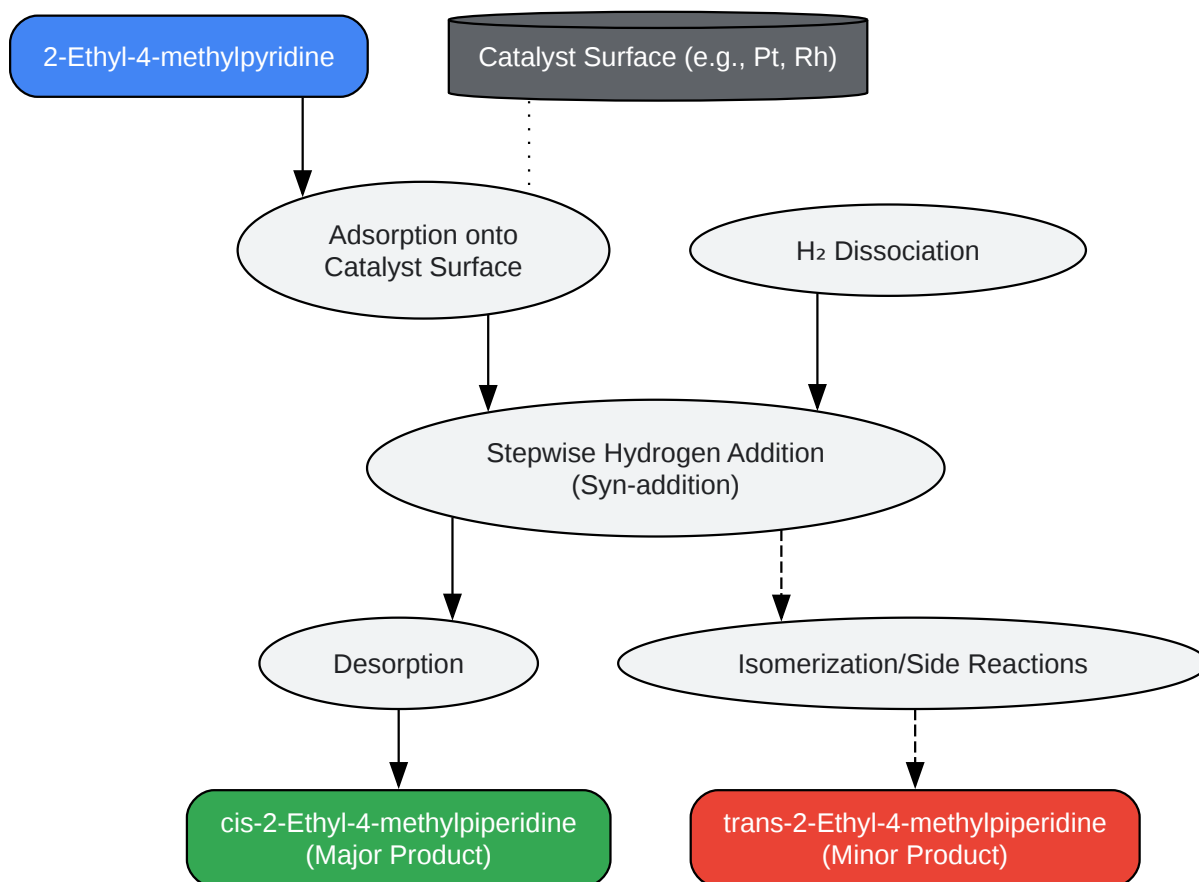 2-Ethyl-4-methylpyridine
Catalyst Surface (e.g., Pt, Rh)
Adsorption onto
Catalyst Surface
H₂ Dissociation
Stepwise Hydrogen Addition
(Syn-addition)
Desorption
Isomerization/Side Reactions
cis-2-Ethyl-4-methylpiperidine
(Major Product)
trans-2-Ethyl-4-methylpiperidine
(Minor Product)